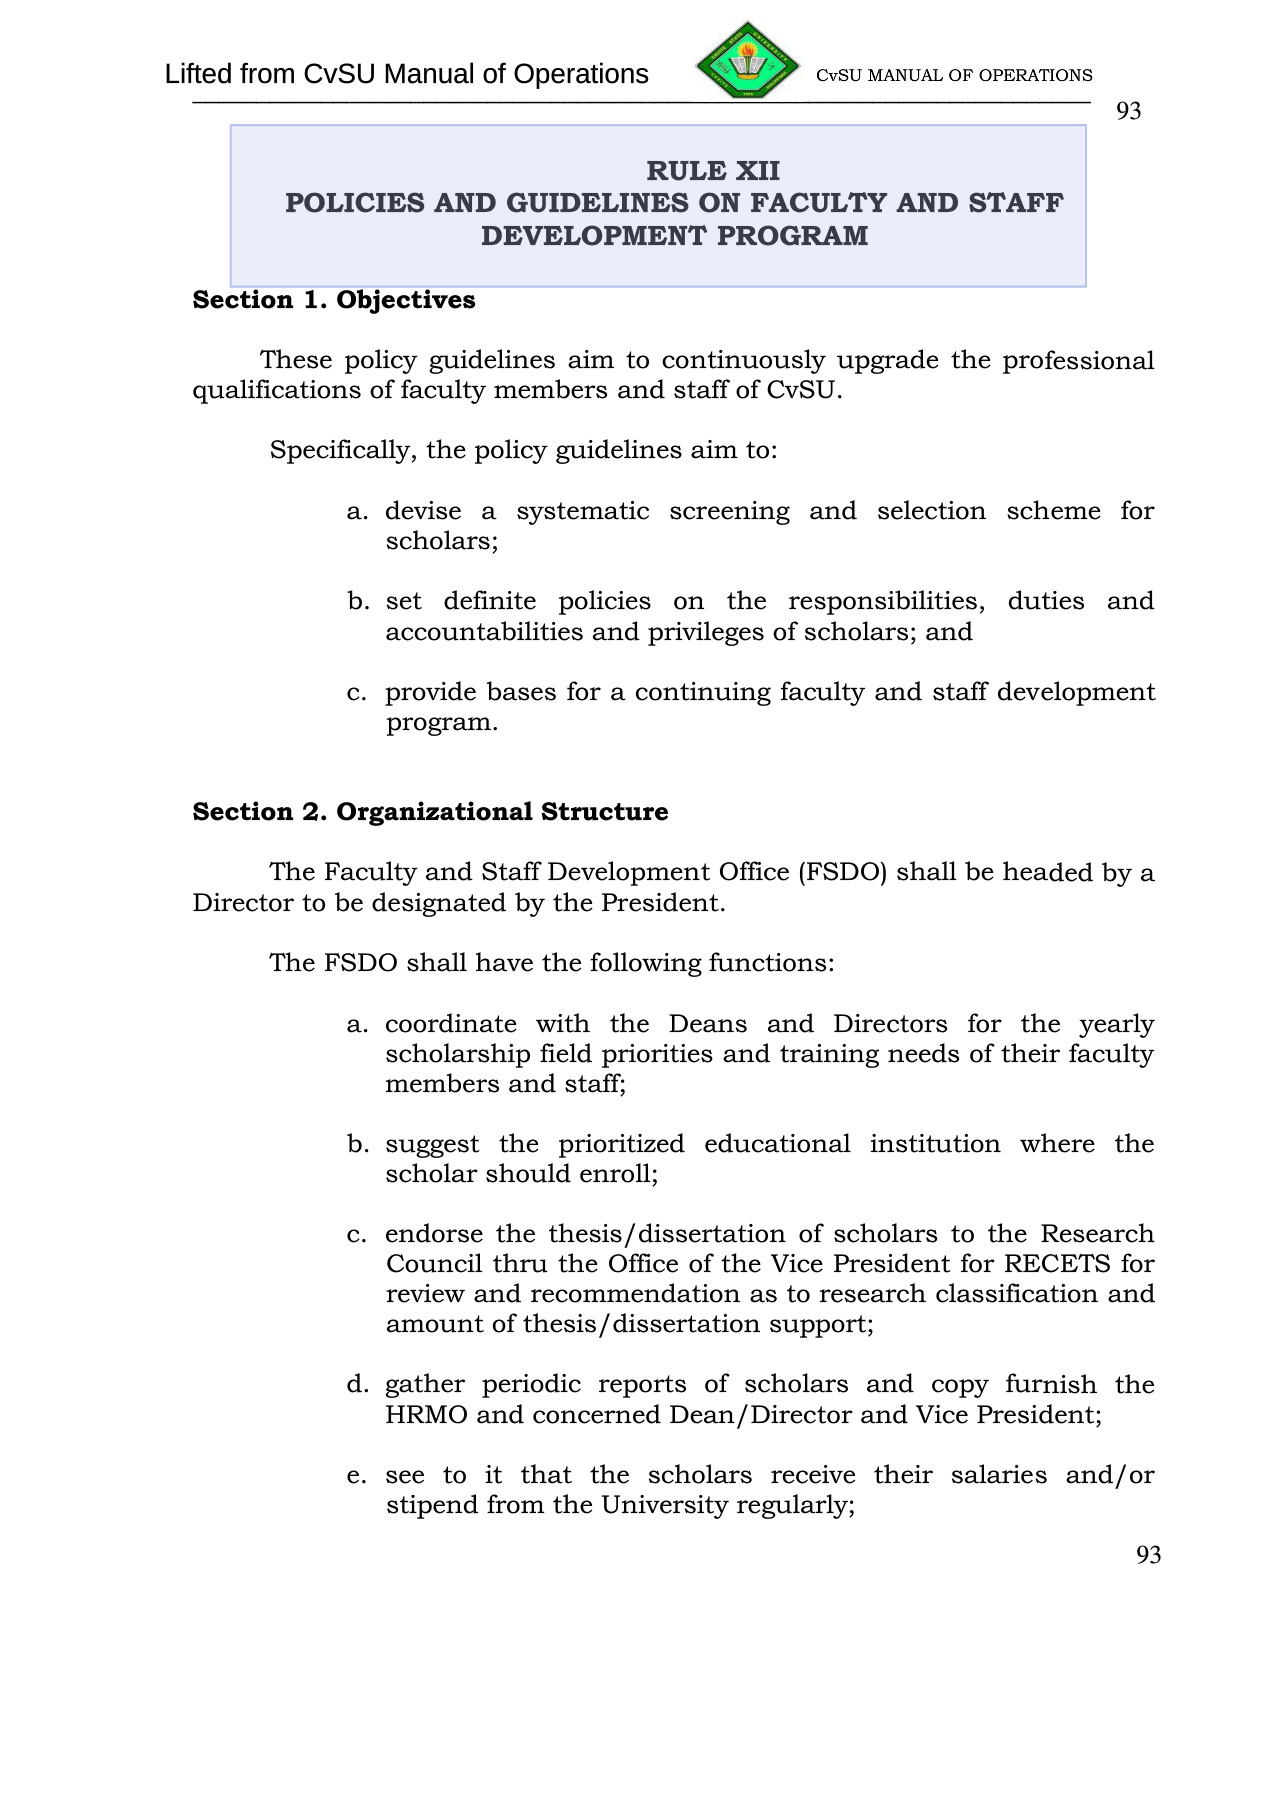 Lifted from CvSU Manual of Operations
CvSU MANUAL OF OPERATIONS
93
RULE XII
POLICIES AND GUIDELINES ON FACULTY AND STAFF
DEVELOPMENT PROGRAM
Section 1. Objectives
These policy guidelines aim to continuously upgrade the professional
qualifications of faculty members and staff of CvSU.
Specifically, the policy guidelines aim to:
a. devise a systematic screening and selection scheme for
scholars;
b. set definite policies on the responsibilities, duties and
accountabilities and privileges of scholars; and
c. provide bases for a continuing faculty and staff development
program.
Section 2. Organizational Structure
The Faculty and Staff Development Office (FSDO) shall be headed by a
Director to be designated by the President.
The FSDO shall have the following functions:
a. coordinate with the Deans and Directors for the yearly
scholarship field priorities and training needs of their faculty
members and staff;
b. suggest the prioritized educational institution where the
scholar should enroll;
c. endorse the thesis/dissertation of scholars to the Research
Council thru the Office of the Vice President for RECETS for
review and recommendation as to research classification and
amount of thesis/dissertation support;
d. gather periodic reports of scholars and copy furnish the
HRMO and concerned Dean/Director and Vice President;
e. see to it that the scholars receive their salaries and/or
stipend from the University regularly;
93